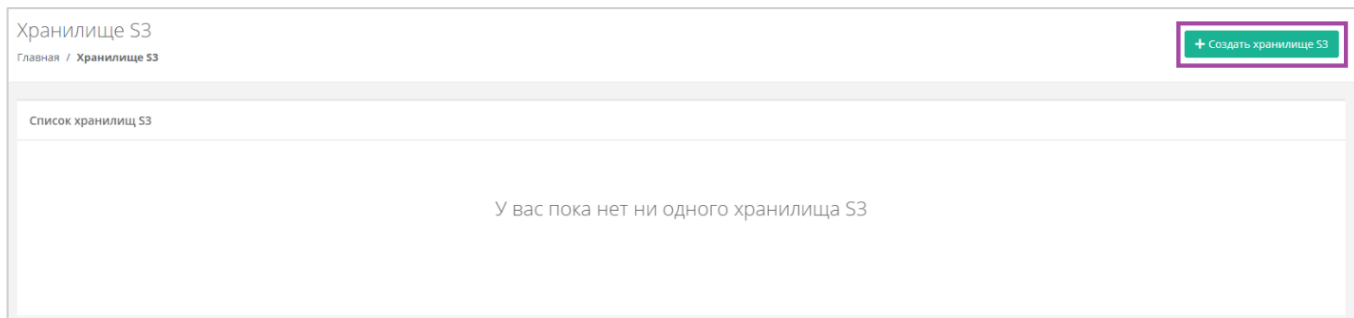 Хранилище S3
+ Создать хранилище S3
Главная / Хранилище S3
Список хранилищ S3
У вас пока нет ни одного хранилища S3